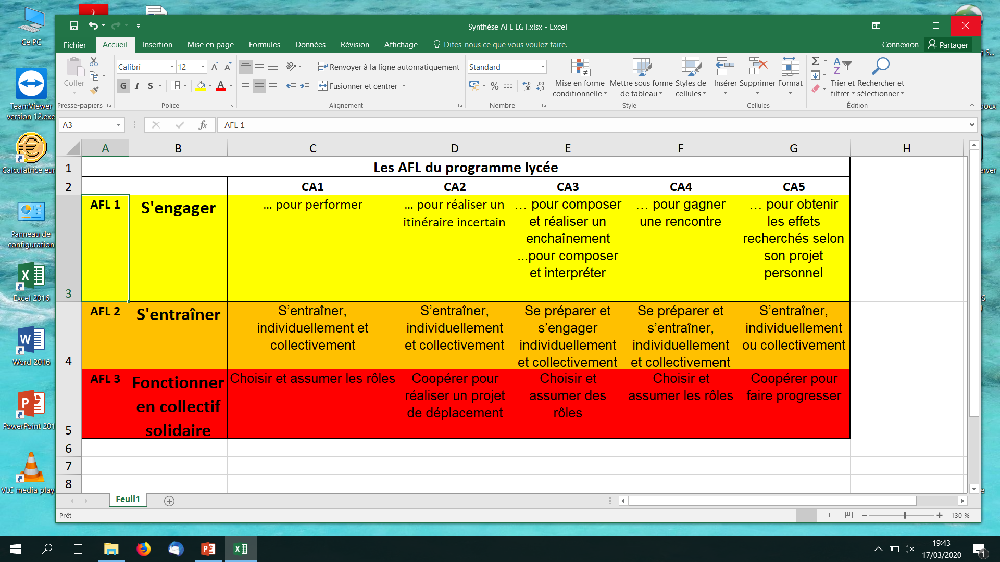 Ce PC
TeamViewer
version 12.exe
Calculatrice eur
Panneau de
configuration
Excel 2016
Word 2016
PowerPoint 201
VLC media play
Synthèse AFL LGT.xlsx - Excel
Fichier Accueil Insertion Mise en page Formules Données Révision Affichage Dites-nous ce que vous voulez faire. Connexion Partager
Coller
Presse-papiers
Calibri 12
G I S
Police
Renvoyer à la ligne automatiquement
Fusionner et centrer
Alignement
Standard
% 000
Nombre
Mise en forme
conditionnelle
Mettre sous forme
de tableau
Styles de
cellules
Style
Insérer Supprimer Format
Cellules
Trier et
filtrer
Rechercher et
sélectionner
Édition
A3 fx AFL 1
A B C D E F G H
1 Les AFL du programme lycée
2 CA1 CA2 CA3 CA4 CA5
3
AFL 1
S'engager
... pour performer
... pour réaliser un
itinéraire incertain
… pour composer
et réaliser un
enchaînement
...pour composer
et interpréter
… pour gagner
une rencontre
… pour obtenir
les effets
recherchés selon
son projet
personnel
4
AFL 2
S'entraîner
S’entraîner,
individuellement et
collectivement
S’entraîner,
individuellement
et collectivement
Se préparer et
s’engager
individuellement
et collectivement
Se préparer et
s’entraîner,
individuellement
et collectivement
S’entraîner,
individuellement
ou collectivement
5
AFL 3
Fonctionner
en collectif
solidaire
Choisir et assumer les rôles
Coopérer pour
réaliser un projet
de déplacement
Choisir et
assumer des
rôles
Choisir et
assumer les rôles
Coopérer pour
faire progresser
6
7
8
Feuil1
Prêt
130 %
19:43
17/03/2020
1